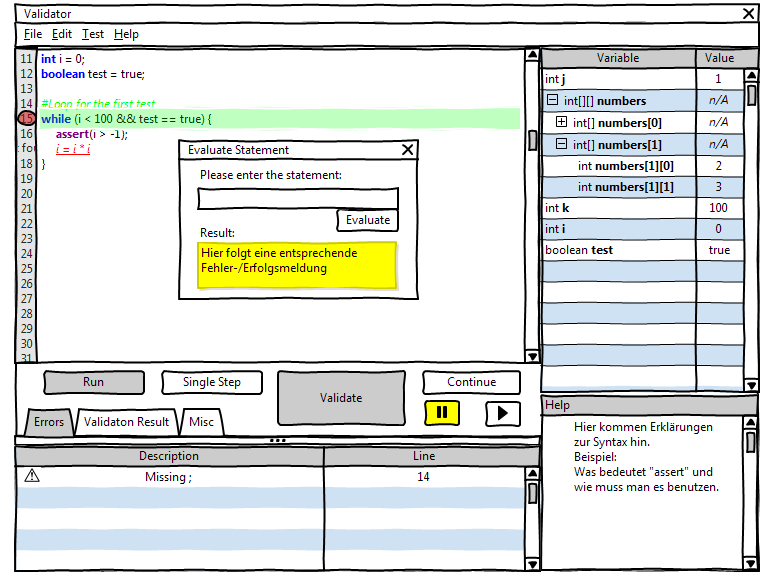 Validator
File Edit Test Help
11 int i = 0;
12 boolean test = true;
13
14 #Loop for the first test
15 while (i < 100 && test == true) {
16 assert(i > -1);
for i = i * i
18 }
19
20
21
22
23
24
25
26
27
28
29
30
31
Evaluate Statement
Please enter the statement:
Evaluate
Result:
Hier folgt eine entsprechende
Fehler-/Erfolgsmeldung
Variable Value
int j 1
int[][] numbers n/A
int[] numbers[0] n/A
int[] numbers[1] n/A
int numbers[1][0] 2
int numbers[1][1] 3
int k 100
int i 0
boolean test true
Run Single Step Validate Continue
Errors Validaton Result Misc
Description Line
Missing ; 14
Help
Hier kommen Erklärungen
zur Syntax hin.
Beispiel:
Was bedeutet "assert" und
wie muss man es benutzen.